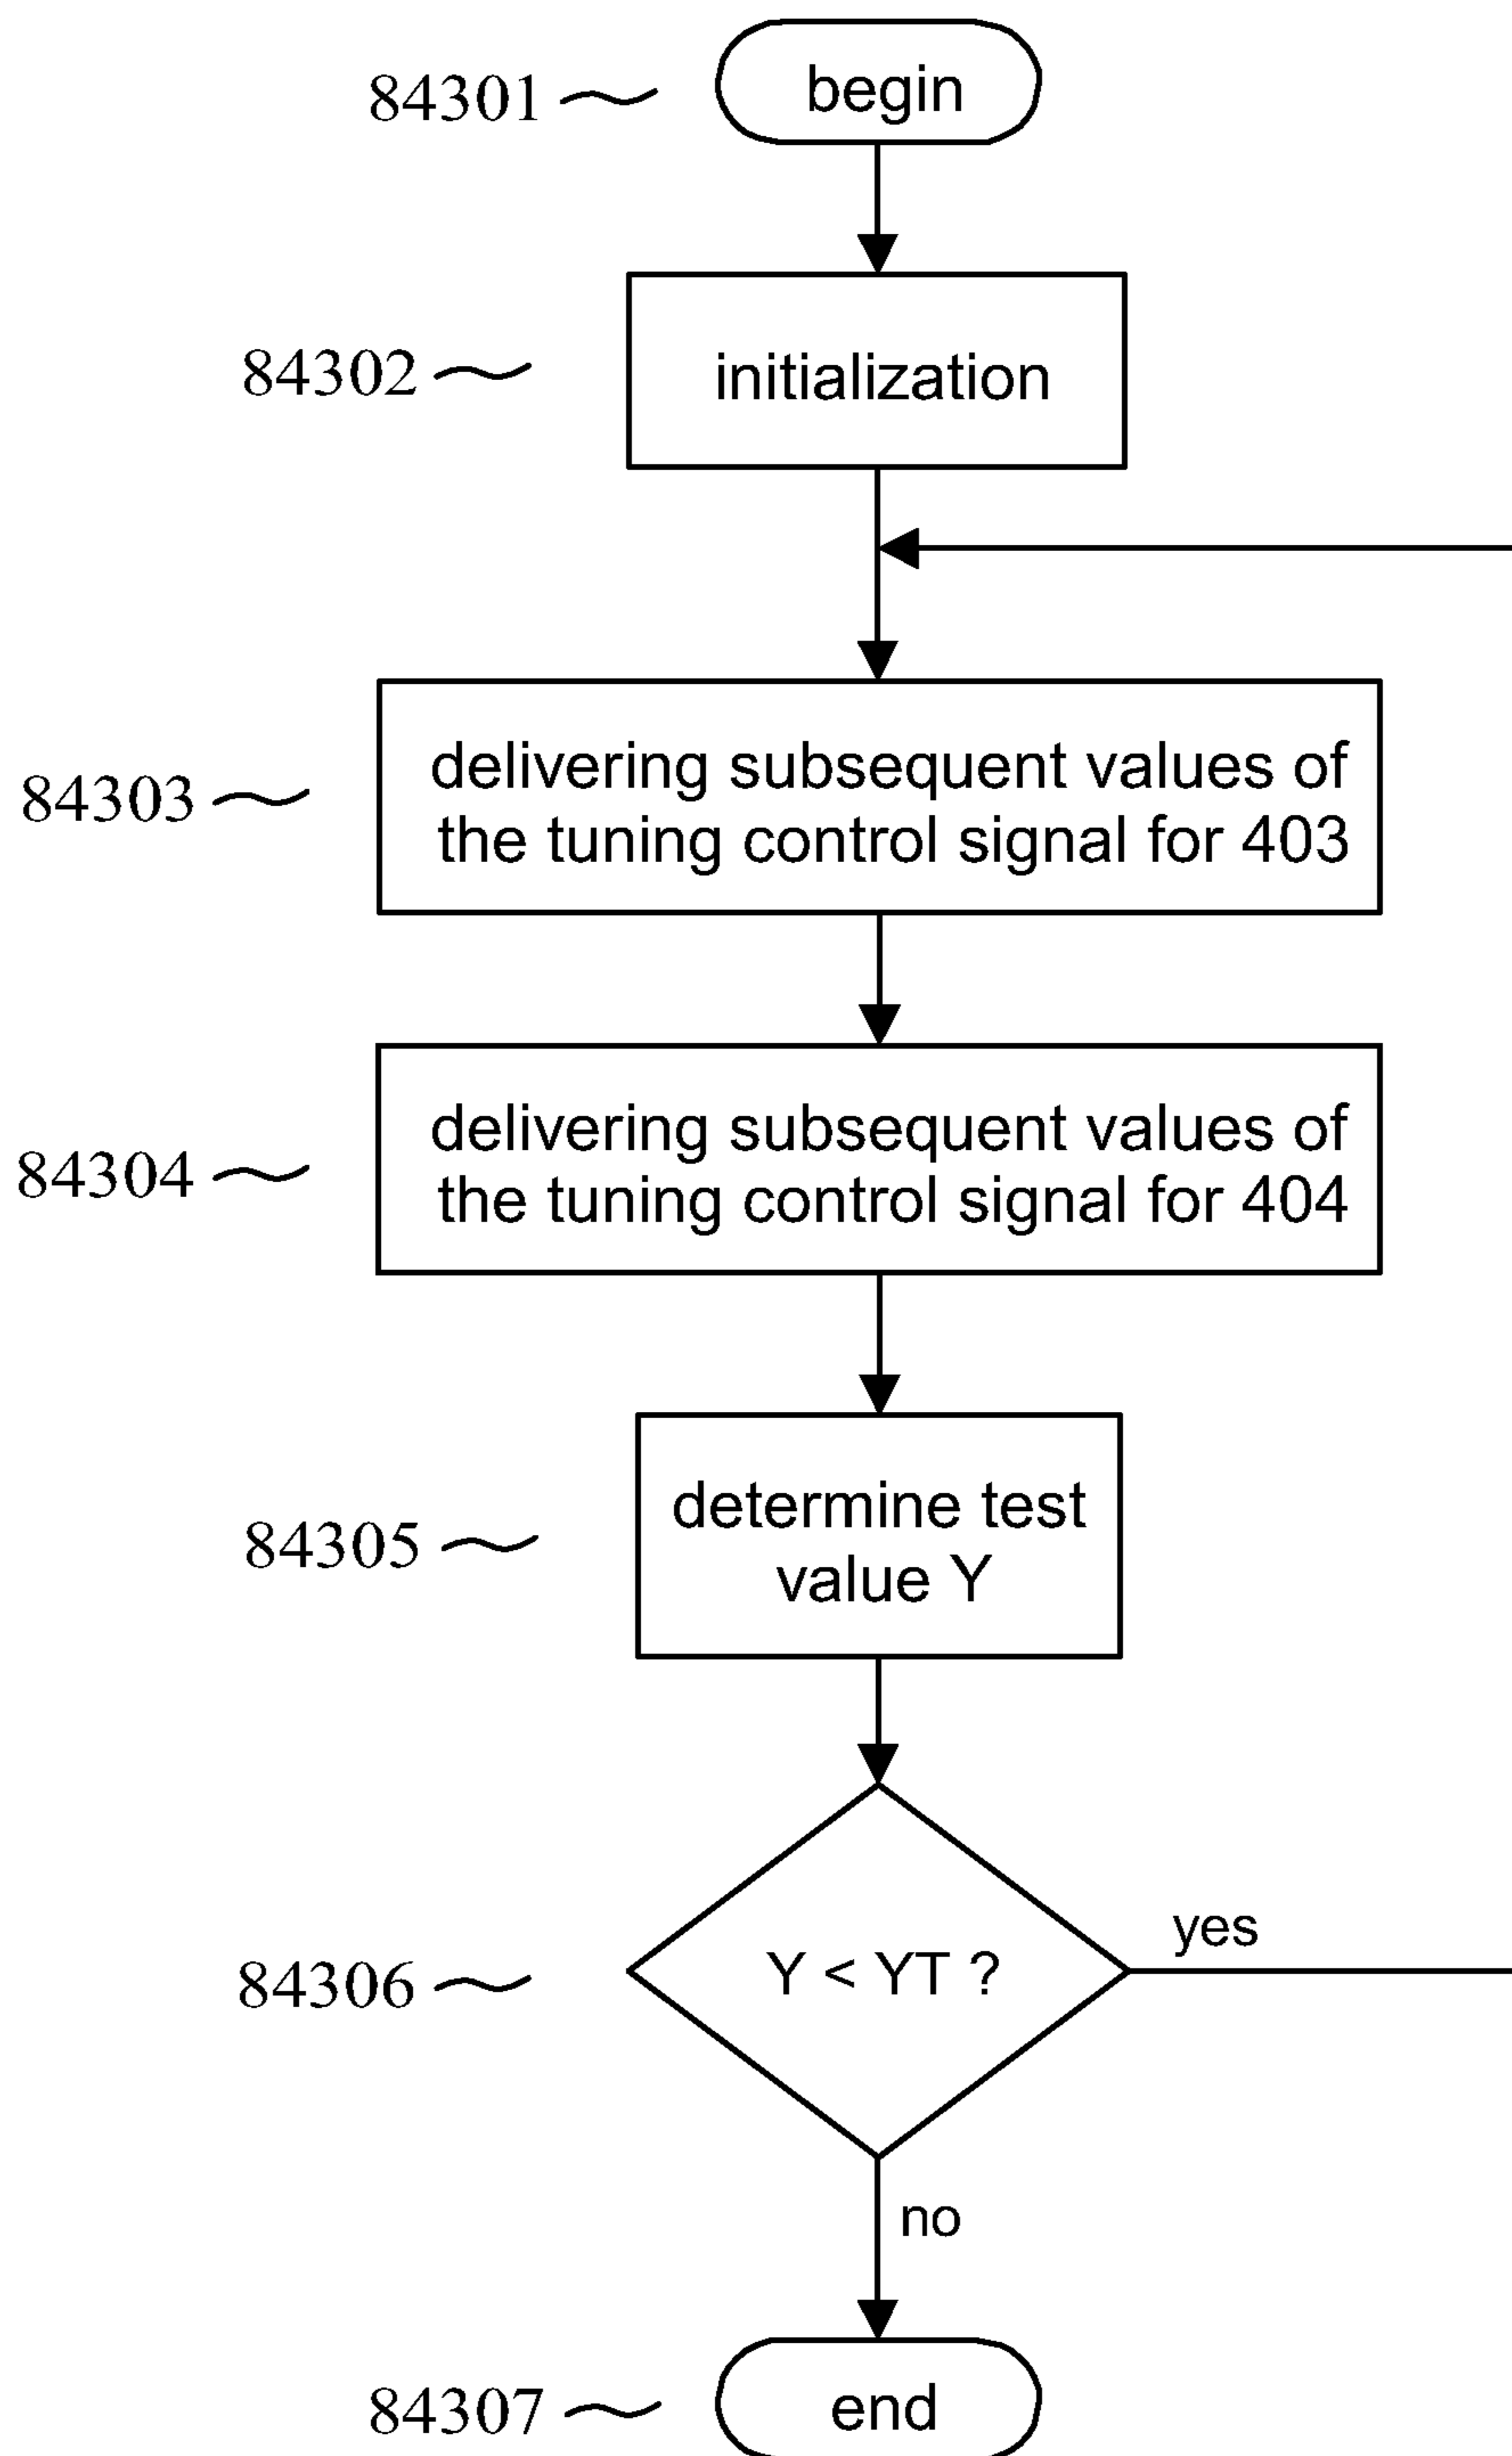 84301 begin
84302 initialization
84303 delivering subsequent values of
the tuning control signal for 403
84304 delivering subsequent values of
the tuning control signal for 404
84305 determine test
value Y
84306 Y < YT ?
yes
no
84307 end